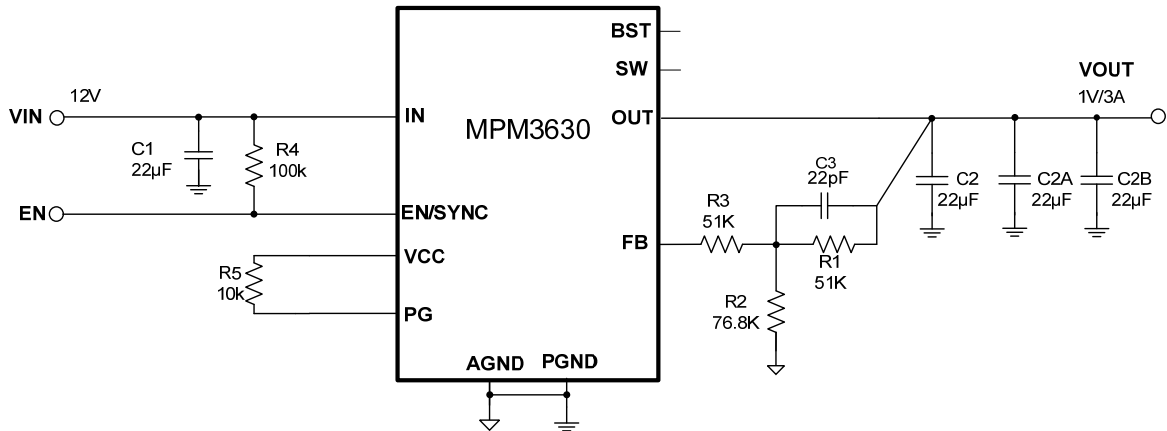 BST
SW
VOUT
1V/3A
12V
VIN
IN
MPM3630
OUT
C1
22µF
R4
100k
C3
22pF
C2
22µF
C2A
22µF
C2B
22µF
EN
EN/SYNC
R3
51K
FB
VCC
R1
51K
R5
10k
R2
76.8K
PG
AGND
PGND